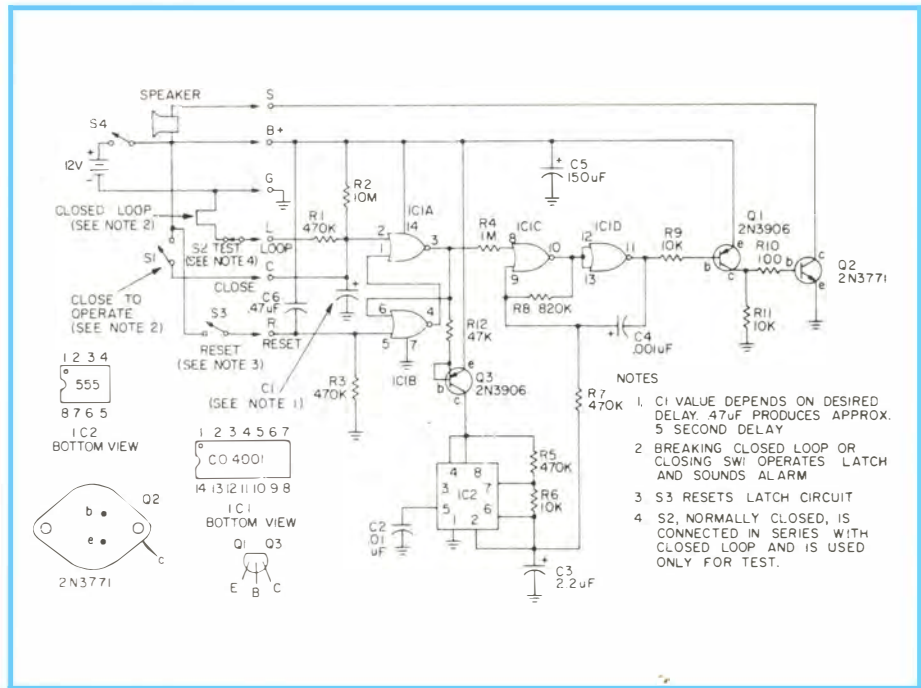 SPEAKER
S
S4
B+
+
12V
-
G
C5
150uF
+
R2
10M
IC1A
14
CLOSED LOOP
(SEE NOTE 2)
R1
470K
2
1
3
R4
1M
IC1C
8
9
10
IC1D
12
13
11
R9
10K
Q1
2N3906
e
b
c
R10
100
b
c
e
Q2
2N3771
S2 TEST
(SEE NOTE 4)
L
LOOP
S1
C
CLOSE
+
CLOSE TO
OPERATE
(SEE NOTE 2)
C6
.47uF
S3
R
RESET
RESET
(SEE NOTE 3)
6
5
4
7
IC1B
R12
47K
R8 820K
+
C4
.001uF
R11
10K
C1
(SEE NOTE 1)
R3
470K
b
e
c
Q3
2N3906
R7
470K
1 2 3 4
555
8 7 6 5
IC2
BOTTOM VIEW
1 2 3 4 5 6 7
CO 4001
14 13 12 11 10 9 8
IC1
BOTTOM VIEW
4 8
3
7
IC2
5
6
1 2
R5
470K
R6
10K
C2
.01
uF
+
C3
2.2uF
Q2
b
e
c
2N3771
Q1 Q3
E B C
NOTES
1. C1 VALUE DEPENDS ON DESIRED
DELAY. .47uF PRODUCES APPROX.
5 SECOND DELAY
2 BREAKING CLOSED LOOP OR
CLOSING SW1 OPERATES LATCH
AND SOUNDS ALARM
3 S3 RESETS LATCH CIRCUIT
4 S2, NORMALLY CLOSED, IS
CONNECTED IN SERIES WITH
CLOSED LOOP AND IS USED
ONLY FOR TEST.